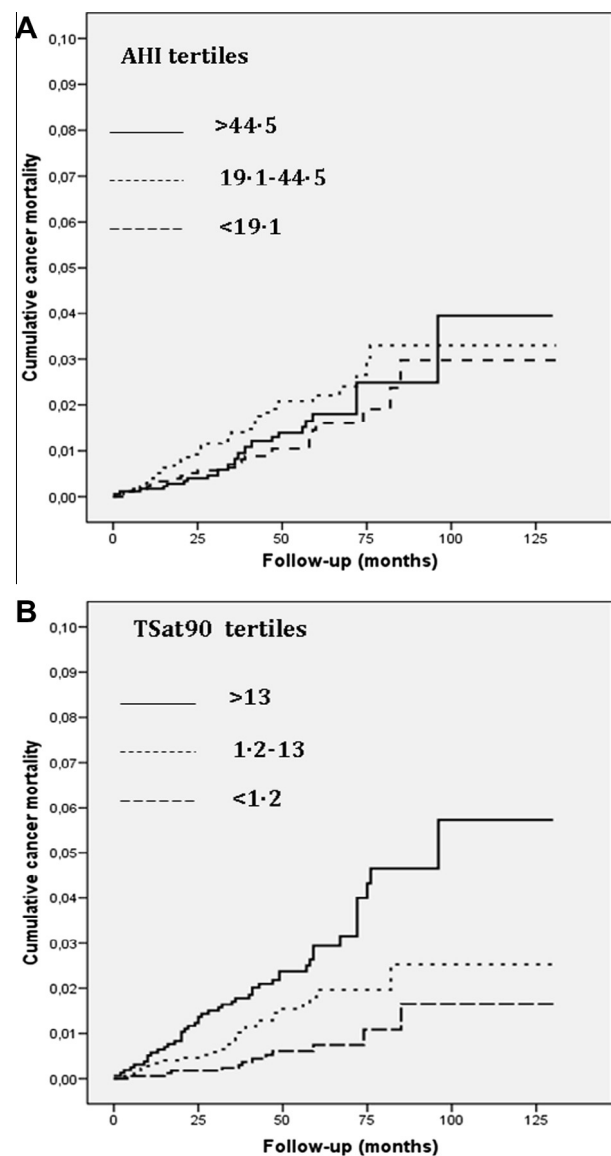 A
AHI tertiles
>44·5
19·1-44·5
<19·1
Cumulative cancer mortality
0,10
0,09
0,08
0,07
0,06
0,05
0,04
0,03
0,02
0,01
0,00
0 25 50 75 100 125
Follow-up (months)
B
TSat90 tertiles
>13
1·2-13
<1·2
Cumulative cancer mortality
0,10
0,09
0,08
0,07
0,06
0,05
0,04
0,03
0,02
0,01
0,00
0 25 50 75 100 125
Follow-up (months)